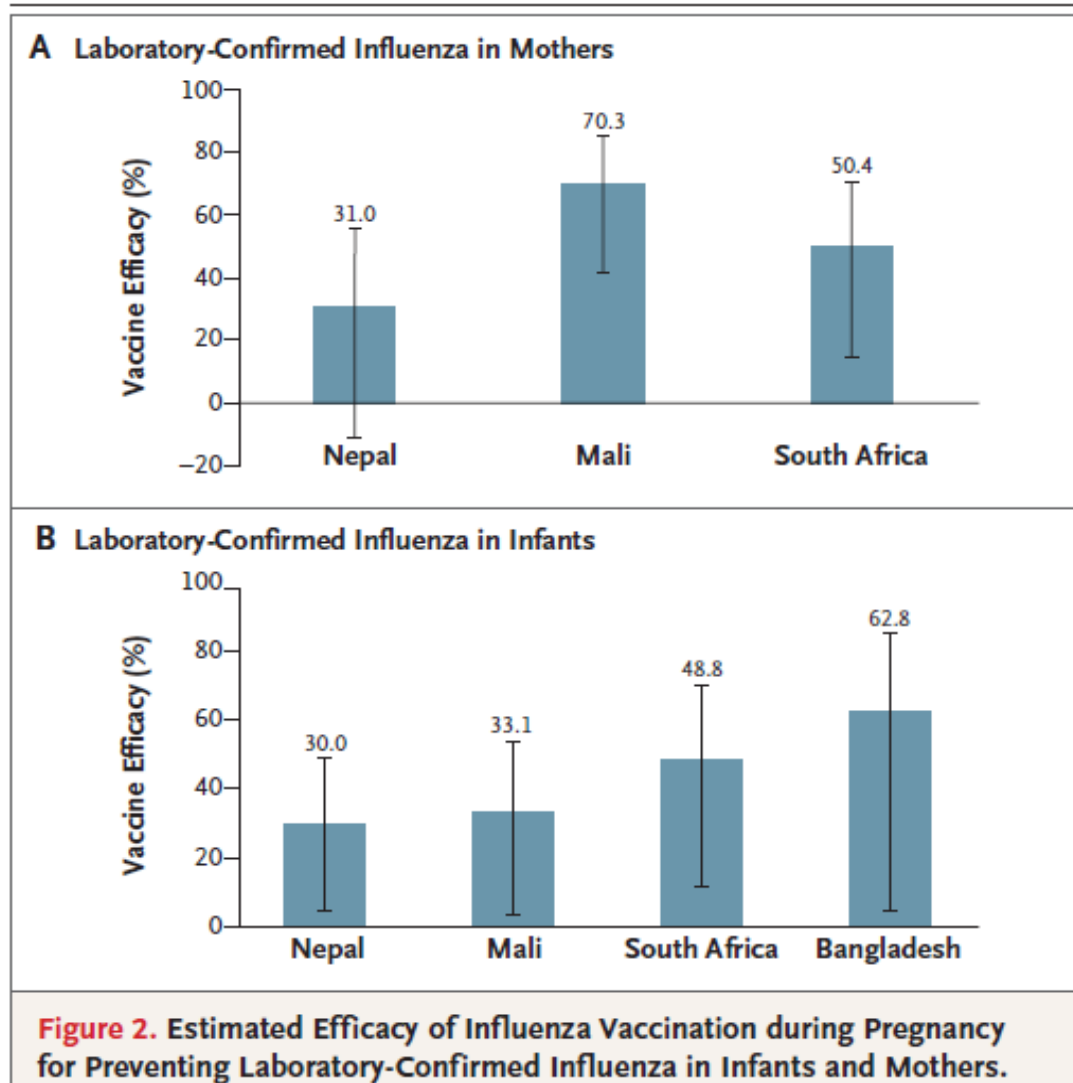 A Laboratory-Confirmed Influenza in Mothers
Vaccine Efficacy (%)
100
80
60
40
20
0
–20
31.0
70.3
50.4
Nepal Mali South Africa
B Laboratory-Confirmed Influenza in Infants
Vaccine Efficacy (%)
100
80
60
40
20
0
30.0
33.1
48.8
62.8
Nepal Mali South Africa Bangladesh
Figure 2. Estimated Efficacy of Influenza Vaccination during Pregnancy
for Preventing Laboratory-Confirmed Influenza in Infants and Mothers.